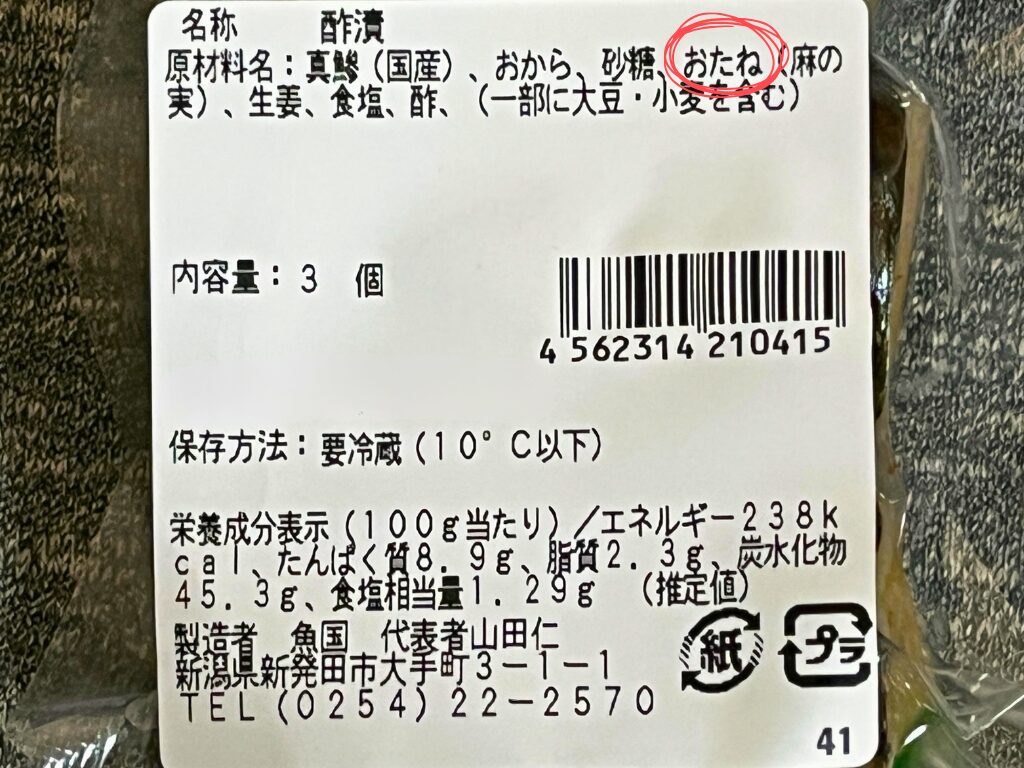 名称 酢漬
原材料名：真鯵（国産）、おから、砂糖、おたね（麻の
実）、生姜、食塩、酢、（一部に大豆・小麦を含む）
内容量：３ 個
4 562314 210415
保存方法：要冷蔵（１０°Ｃ以下）
栄養成分表示（１００ｇ当たり）／エネルギー２３８ｋ
ｃａｌ、たんぱく質８．９ｇ、脂質２．３ｇ、炭水化物
４５．３ｇ、食塩相当量１．２９ｇ （推定値）
製造者 魚国 代表者山田仁
新潟県新発田市大手町３－１－１
ＴＥＬ（０２５４）２２－２５７０
紙 プラ
41